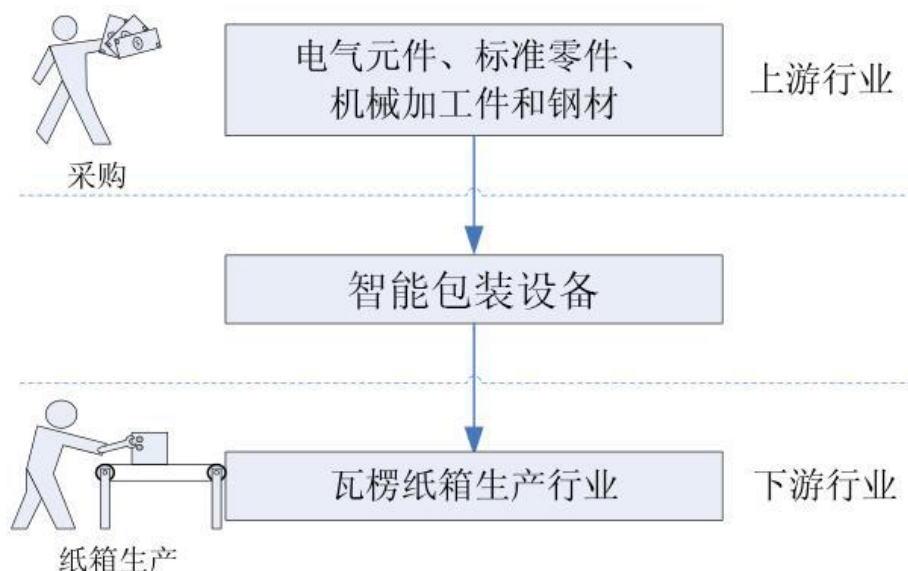 电气元件、标准零件、
机械加工件和钢材
上游行业
采购
智能包装设备
瓦楞纸箱生产行业
下游行业
纸箱生产